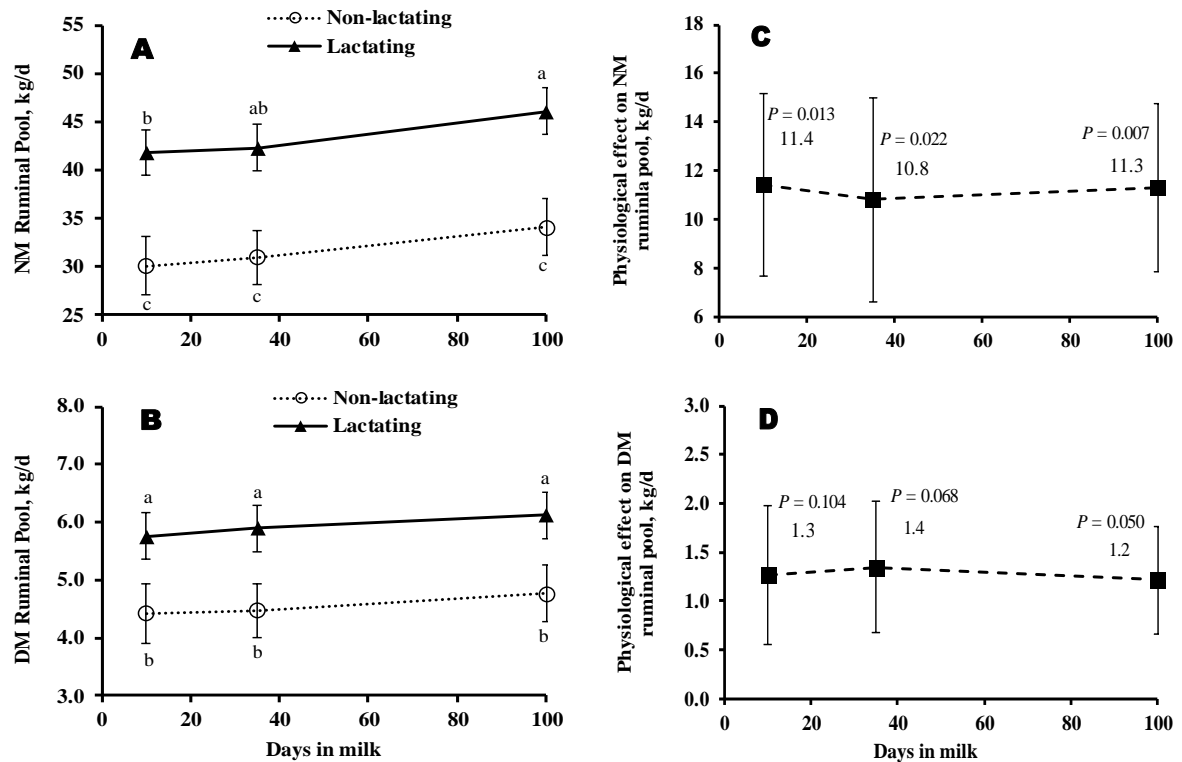 Non-lactating
Lactating
A
NM Ruminal Pool, kg/d
55
50
45
40
35
30
25
b
ab
a
c
c
c
0
20
40
60
80
100
C
Physiological effect on NM
ruminla pool, kg/d
18
16
14
12
10
8
6
P = 0.013
11.4
P = 0.022
10.8
P = 0.007
11.3
0
20
40
60
80
100
Non-lactating
Lactating
B
DM Ruminal Pool, kg/d
8.0
7.0
6.0
5.0
4.0
3.0
a
a
a
b
b
b
0
20
40
60
80
100
Days in milk
D
Physiological effect on DM
ruminal pool, kg/d
3.0
2.5
2.0
1.5
1.0
0.5
0.0
P = 0.104
1.3
P = 0.068
1.4
P = 0.050
1.2
0
20
40
60
80
100
Days in milk